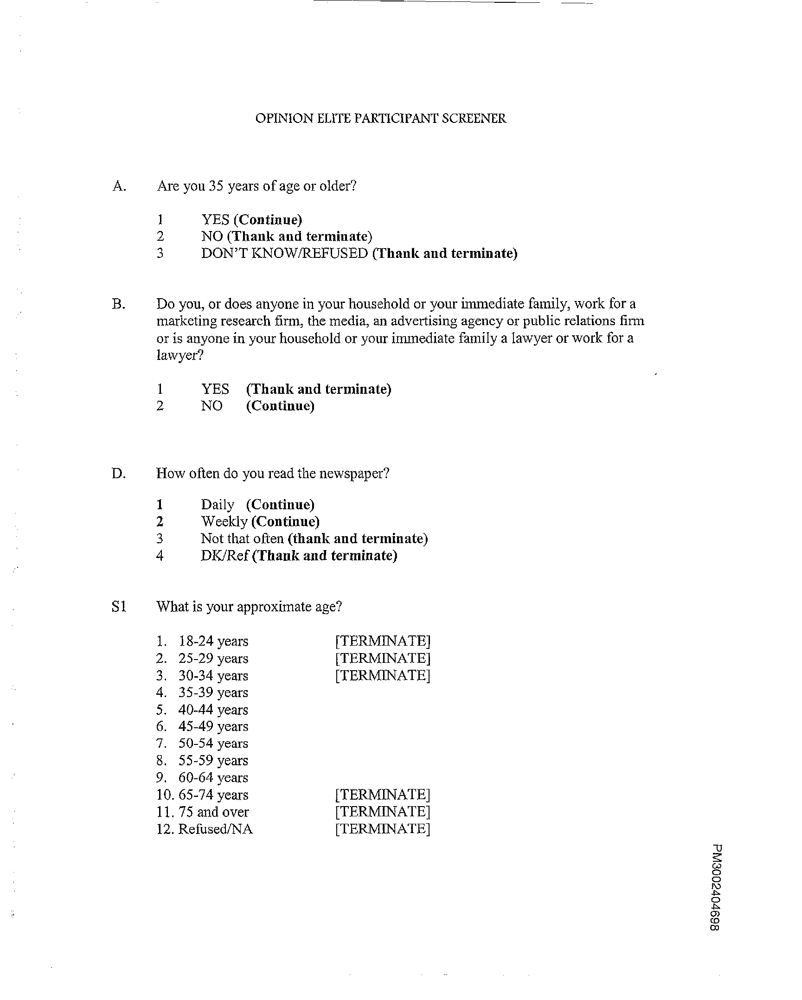 OPINION ELITE PARTICIPANT SCREENER
A. Are you 35 years of age or older?
1 YES (Continue)
2 NO (Thank and terminate)
3 DON'T KNOW/REFUSED (Thank and terminate)
B. Do you, or does anyone in your household or your immediate family, work for a
marketing research firm, the media, an advertising agency or public relations firm
or is anyone in your household or your immediate family a lawyer or work for a
lawyer?
1 YES (Thank and terminate)
2 NO (Continue)
D. How often do you read the newspaper?
1 Daily (Continue)
2 Weekly (Continue)
3 Not that often (thank and terminate)
4 DK/Ref (Thank and terminate)
S1 What is your approximate age?
1. 18-24 years [TERMINATE]
2. 25-29 years [TERMINATE]
3. 30-34 years [TERMINATE]
4. 35-39 years
5. 40-44 years
6. 45-49 years
7. 50-54 years
8. 55-59 years
9. 60-64 years
10. 65-74 years [TERMINATE]
11. 75 and over [TERMINATE]
12. Refused/NA [TERMINATE]
PM3002404698